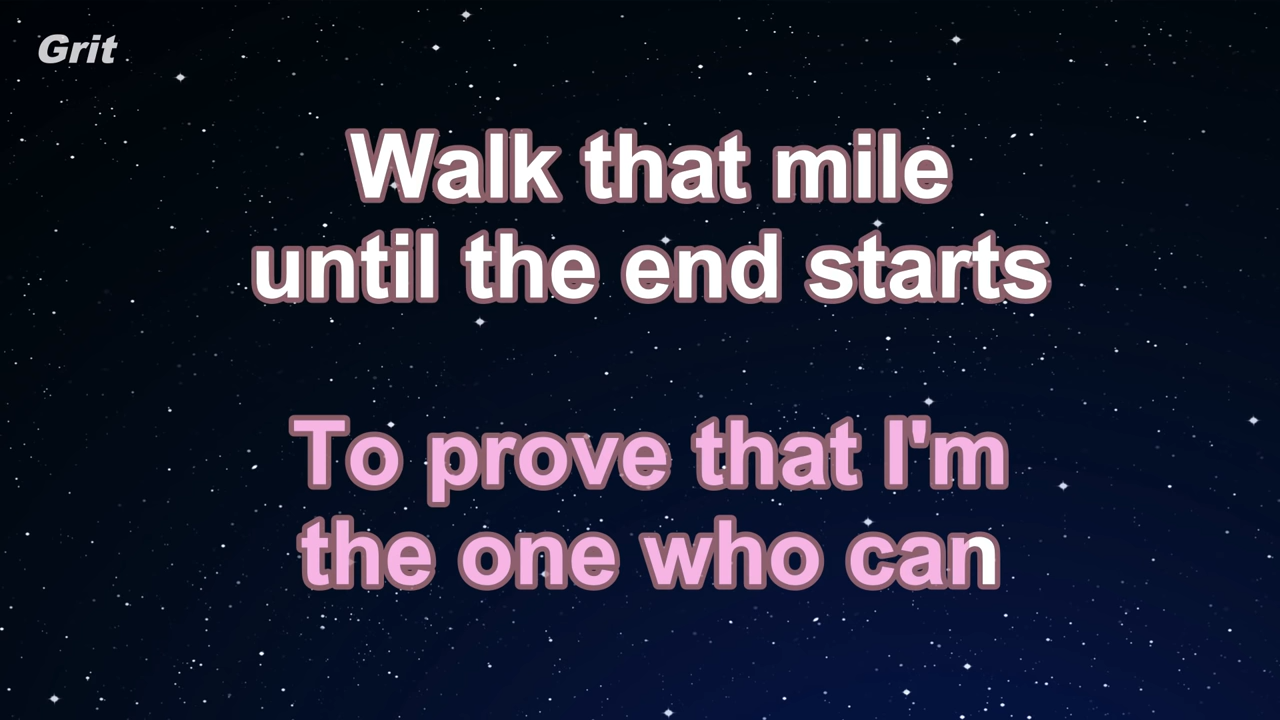 Grit
Walk that mile
until the end starts
To prove that I'm
the one who can